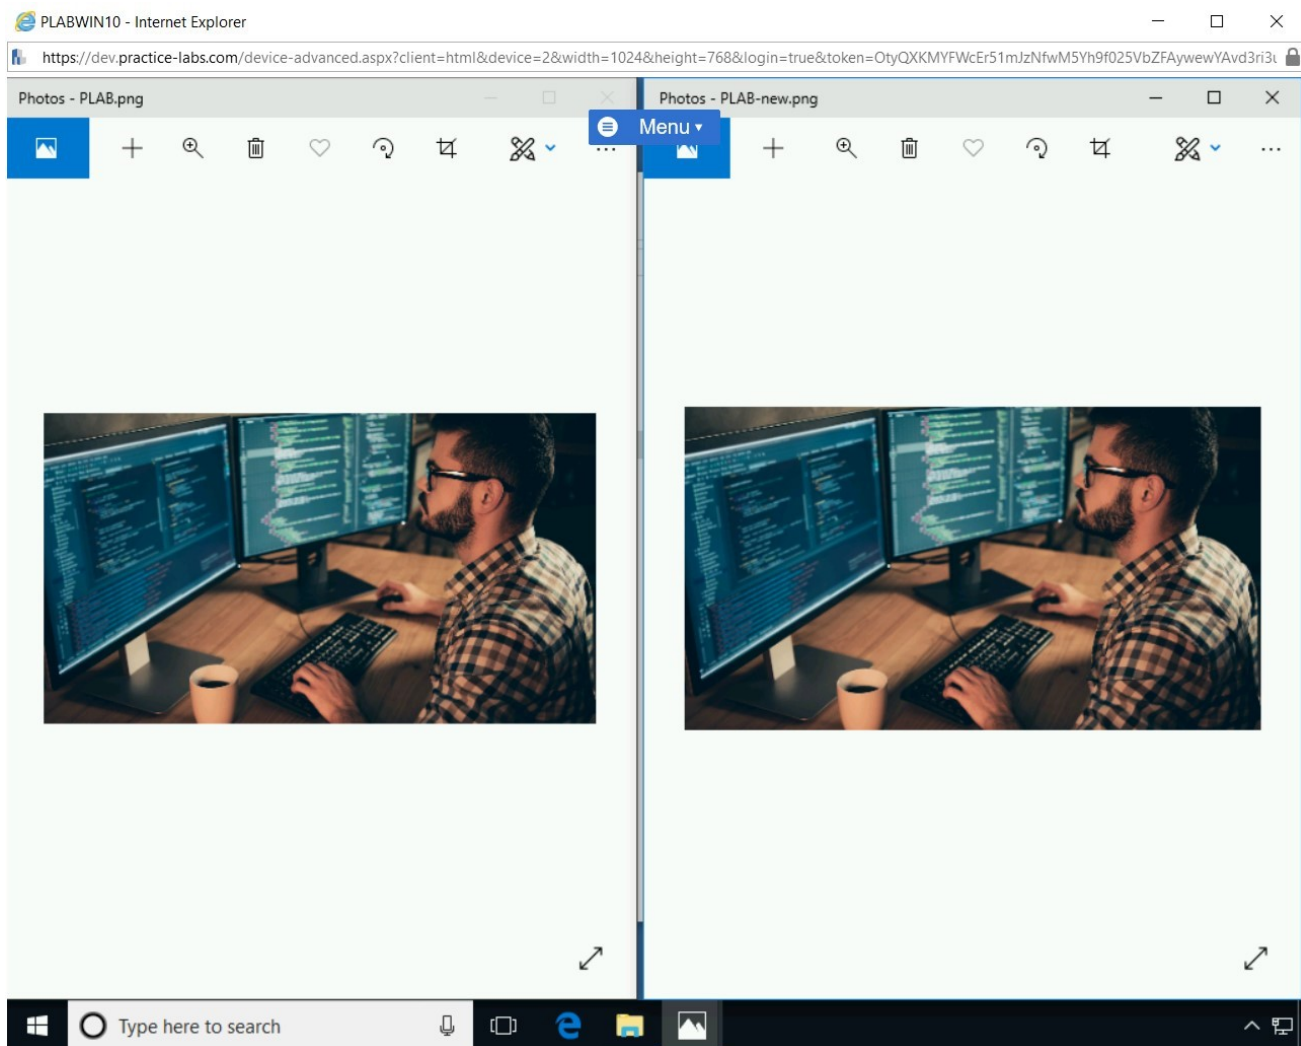 PLABWIN10 - Internet Explorer
https://dev.practice-labs.com/device-advanced.aspx?client=html&device=2&width=1024&height=768&login=true&token=OtyQXKMYFWcEr51mJzNfwM5Yh9f025VbZFAywewYAvd3ri3
Photos - PLAB.png
Photos - PLAB-new.png
Menu
Type here to search